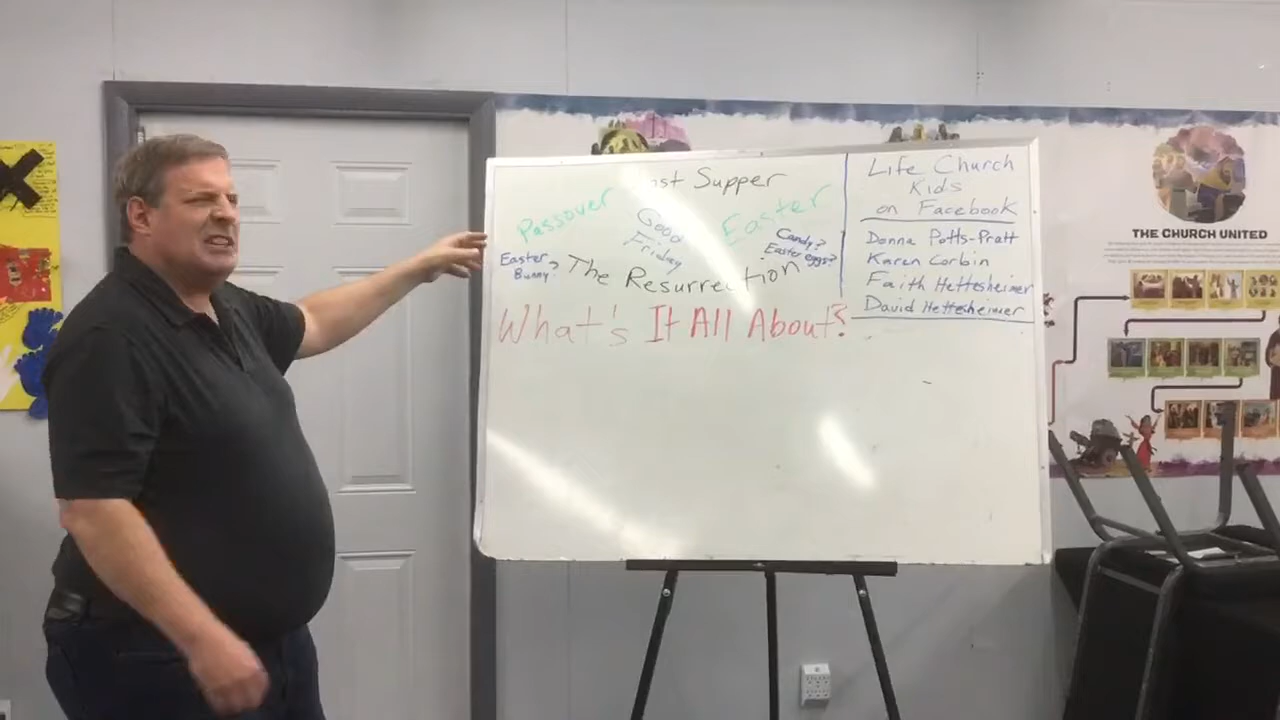 Supper
Passover
Good
Friday
Easter
Candy?
Easter eggs?
Easter
Bunny?
The Resurrection
What's It All About?
Life Church
Kids
on Facebook
Donna Potts-Pratt
Karen Corbin
Faith Hettesheimer
David Hettesheimer
THE CHURCH UNITED